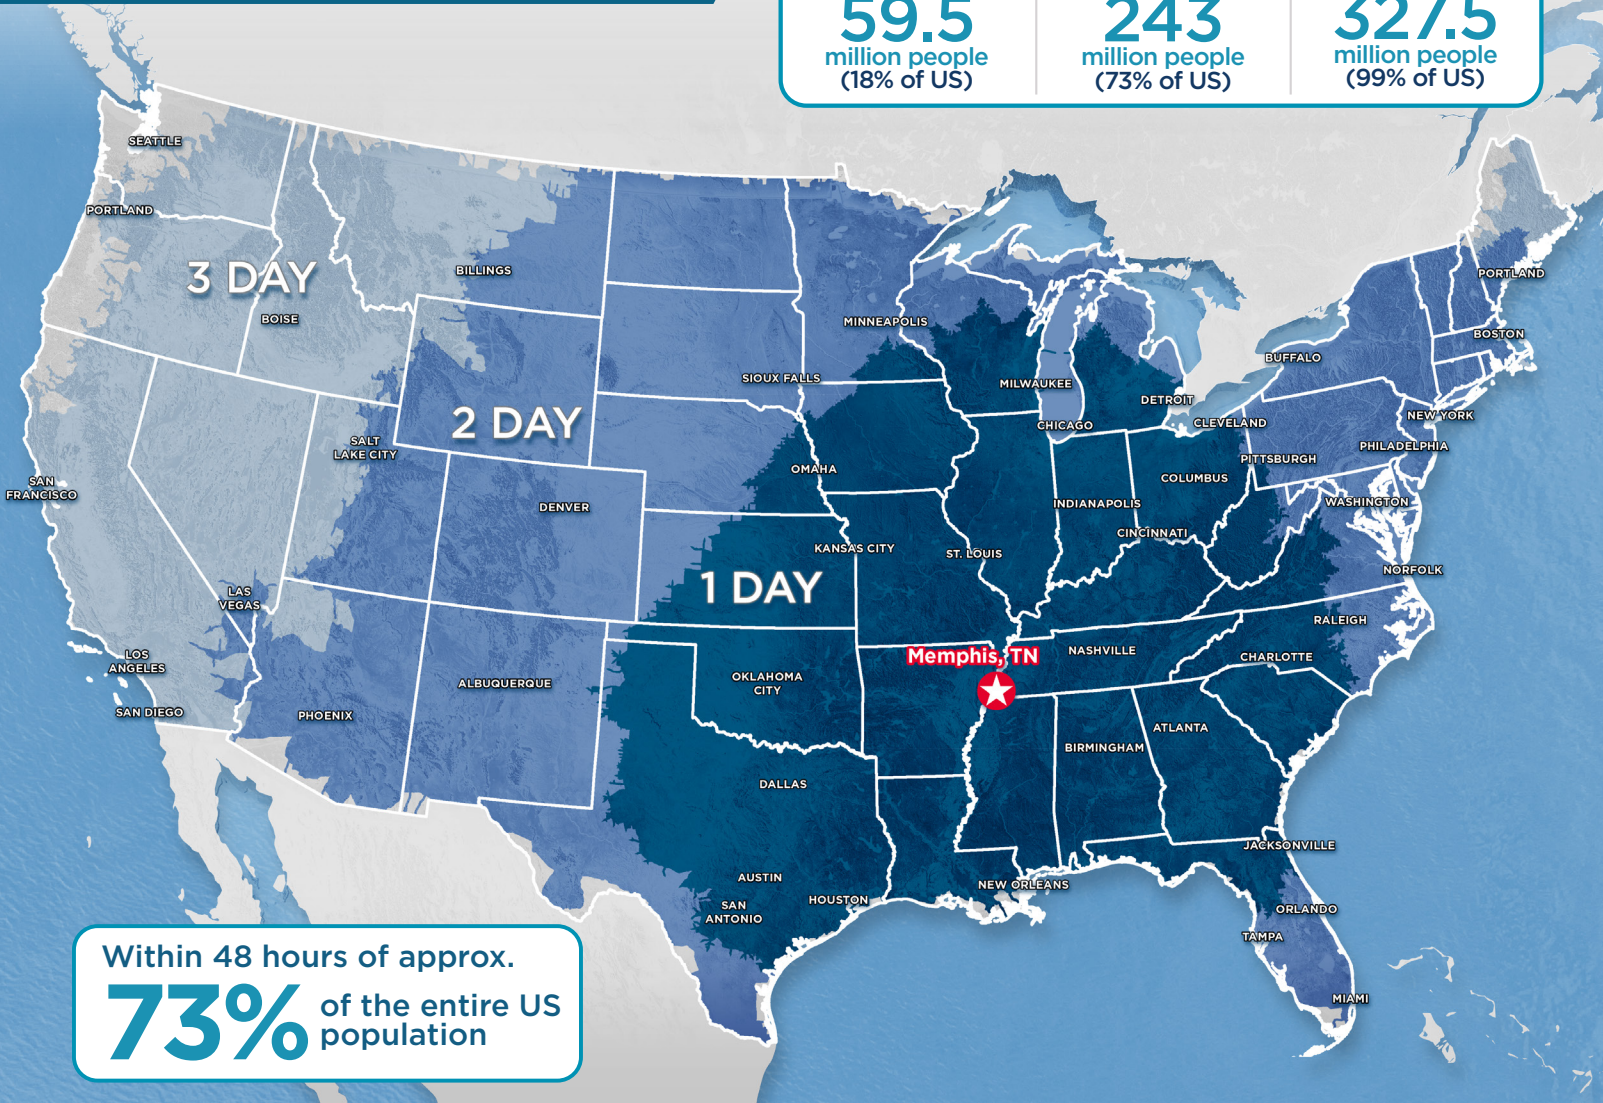 59.5
million people
(18% of US)
243
million people
(73% of US)
327.5
million people
(99% of US)
SEATTLE
PORTLAND
3 DAY
BILLINGS
BOISE
MINNEAPOLIS
PORTLAND
BOSTON
BUFFALO
SIOUX FALLS
MILWAUKEE
DETROIT
2 DAY
CHICAGO
CLEVELAND
NEW YORK
SALT
LAKE CITY
PHILADELPHIA
PITTSBURGH
OMAHA
COLUMBUS
SAN
FRANCISCO
DENVER
INDIANAPOLIS
WASHINGTON
CINCINNATI
KANSAS CITY
ST. LOUIS
NORFOLK
1 DAY
LAS
VEGAS
RALEIGH
LOS
ANGELES
Memphis, TN
NASHVILLE
CHARLOTTE
ALBUQUERQUE
OKLAHOMA
CITY
SAN DIEGO
PHOENIX
ATLANTA
BIRMINGHAM
DALLAS
JACKSONVILLE
AUSTIN
NEW ORLEANS
HOUSTON
SAN
ANTONIO
ORLANDO
TAMPA
MIAMI
Within 48 hours of approx.
73%
of the entire US
population